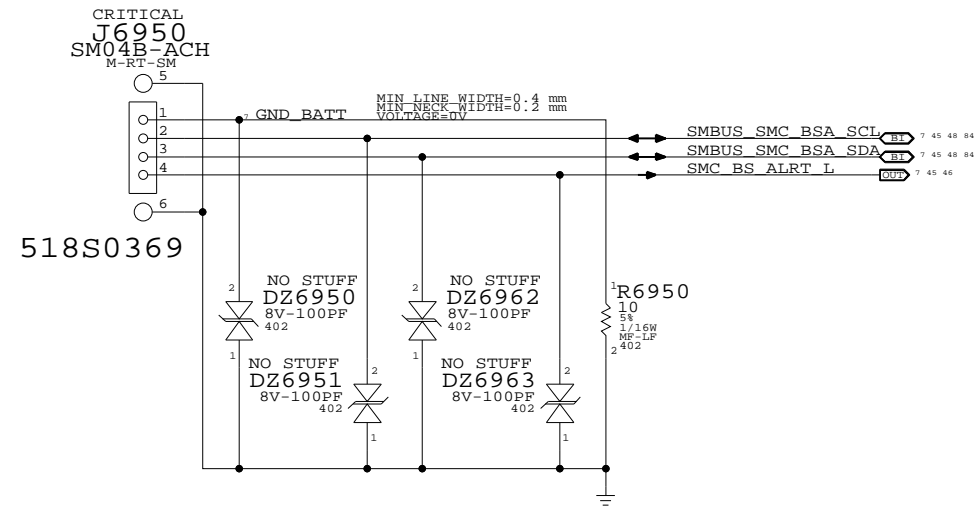 CRITICAL
J6950
SM04B-ACH
M-RT-SM
5
1
2
3
4
6
518S0369
7 GND_BATT
MIN_LINE_WIDTH=0.4 mm
MIN_NECK_WIDTH=0.2 mm
VOLTAGE=0V
SMBUS_SMC_BSA_SCL BI 7 45 48 84
SMBUS_SMC_BSA_SDA BI 7 45 48 84
SMC_BS_ALRT_L OUT 7 45 46
2
NO STUFF
DZ6950
8V-100PF
402
1
2
NO STUFF
DZ6951
8V-100PF
402
1
2
NO STUFF
DZ6962
8V-100PF
402
1
2
NO STUFF
DZ6963
8V-100PF
402
1
1
R6950
10
5%
1/16W
MF-LF
402
2